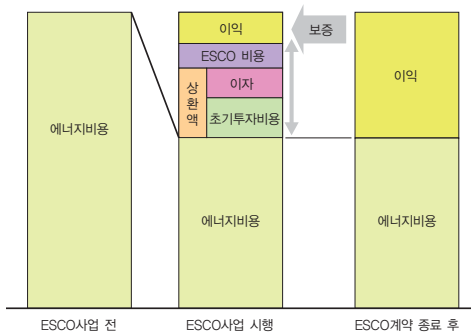 이익
보증
ESCO 비용
상환액
이자
초기투자비용
이익
에너지비용
에너지비용
에너지비용
ESCO사업 전
ESCO사업 시행
ESCO계약 종료 후